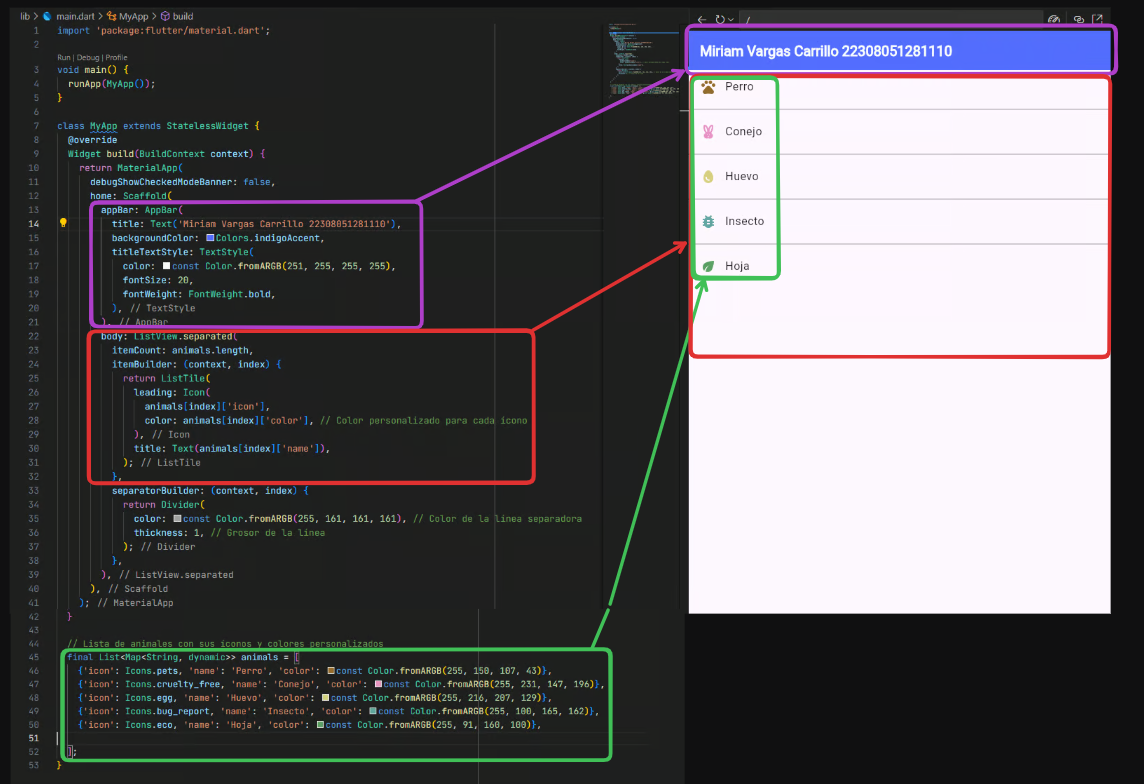 lib > main.dart > MyApp > build
1 import 'package:flutter/material.dart';
2
Run | Debug | Profile
3 void main() {
4 runApp(MyApp());
5 }
6
7 class MyApp extends StatelessWidget {
8 @override
9 Widget build(BuildContext context) {
10 return MaterialApp(
11 debugShowCheckedModeBanner: false,
12 home: Scaffold(
13 appBar: AppBar(
14 title: Text('Miriam Vargas Carrillo 22308051281110'),
15 backgroundColor: Colors.indigoAccent,
16 titleTextStyle: TextStyle(
17 color: const Color.fromARGB(251, 255, 255, 255),
18 fontSize: 20,
19 fontWeight: FontWeight.bold,
20 ), // TextStyle
21 ), // AppBar
22 body: ListView.separated(
23 itemCount: animals.length,
24 itemBuilder: (context, index) {
25 return ListTile(
26 leading: Icon(
27 animals[index]['icon'],
28 color: animals[index]['color'], // Color personalizado para cada icono
29 ), // Icon
30 title: Text(animals[index]['name']),
31 ); // ListTile
32 },
33 separatorBuilder: (context, index) {
34 return Divider(
35 color: const Color.fromARGB(255, 161, 161, 161), // Color de la línea separadora
36 thickness: 1, // Grosor de la línea
37 ); // Divider
38 },
39 ), // ListView.separated
40 ), // Scaffold
41 ); // MaterialApp
42 }
43
44 // Lista de animales con sus iconos y colores personalizados
45 final List<Map<String, dynamic>> animals = [
46 {'icon': Icons.pets, 'name': 'Perro', 'color': const Color.fromARGB(255, 150, 107, 43)},
47 {'icon': Icons.cruelty_free, 'name': 'Conejo', 'color': const Color.fromARGB(255, 231, 147, 196)},
48 {'icon': Icons.egg, 'name': 'Huevo', 'color': const Color.fromARGB(255, 216, 207, 129)},
49 {'icon': Icons.bug_report, 'name': 'Insecto', 'color': const Color.fromARGB(255, 100, 165, 162)},
50 {'icon': Icons.eco, 'name': 'Hoja', 'color': const Color.fromARGB(255, 91, 160, 100)},
51
52 ];
53 }
/
Miriam Vargas Carrillo 22308051281110
Perro
Conejo
Huevo
Insecto
Hoja